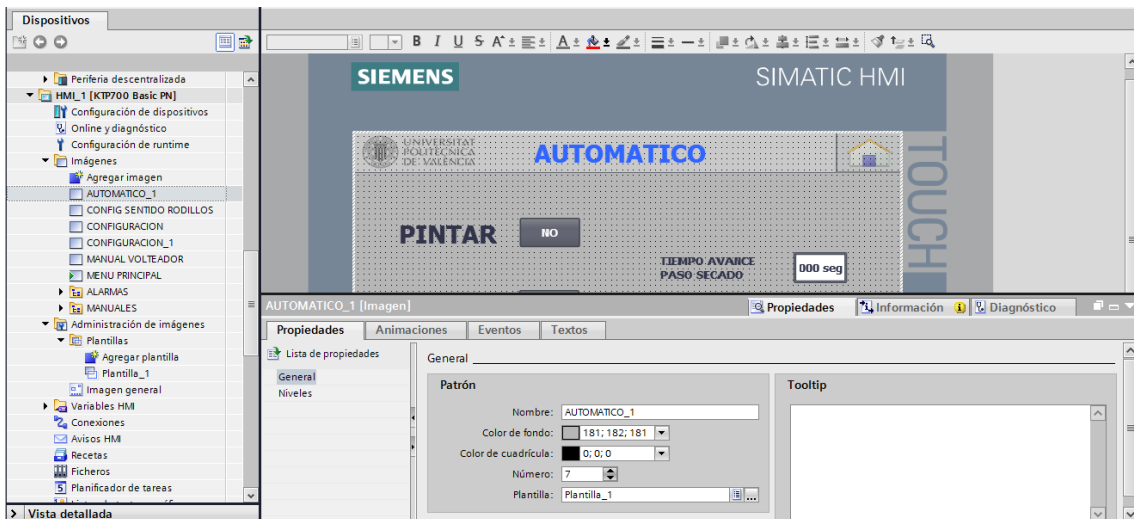 Dispositivos
B I U S A
Periferia descentralizada
HMI_1 [KTP700 Basic PN]
Configuración de dispositivos
Online y diagnóstico
Configuración de runtime
Imágenes
Agregar imagen
AUTOMATICO_1
CONFIG SENTIDO RODILLOS
CONFIGURACION
CONFIGURACION_1
MANUAL VOLTEADOR
MENU PRINCIPAL
ALARMAS
MANUALES
Administración de imágenes
Plantillas
Agregar plantilla
Plantilla_1
Imagen general
Variables HMI
Conexiones
Avisos HMI
Recetas
Ficheros
Planificador de tareas
Vista detallada
SIEMENS
SIMATIC HMI
TOUCH
UNIVERSITAT
POLITÈCNICA
DE VALÈNCIA
AUTOMATICO
PINTAR
NO
TIEMPO AVANCE
PASO SECADO
000 seg
AUTOMATICO_1 [Imagen]
Propiedades Información Diagnóstico
Propiedades Animaciones Eventos Textos
Lista de propiedades
General
Niveles
General
Patrón
Nombre: AUTOMATICO_1
Color de fondo: 181; 182; 181
Color de cuadrícula: 0; 0; 0
Número: 7
Plantilla: Plantilla_1
Tooltip